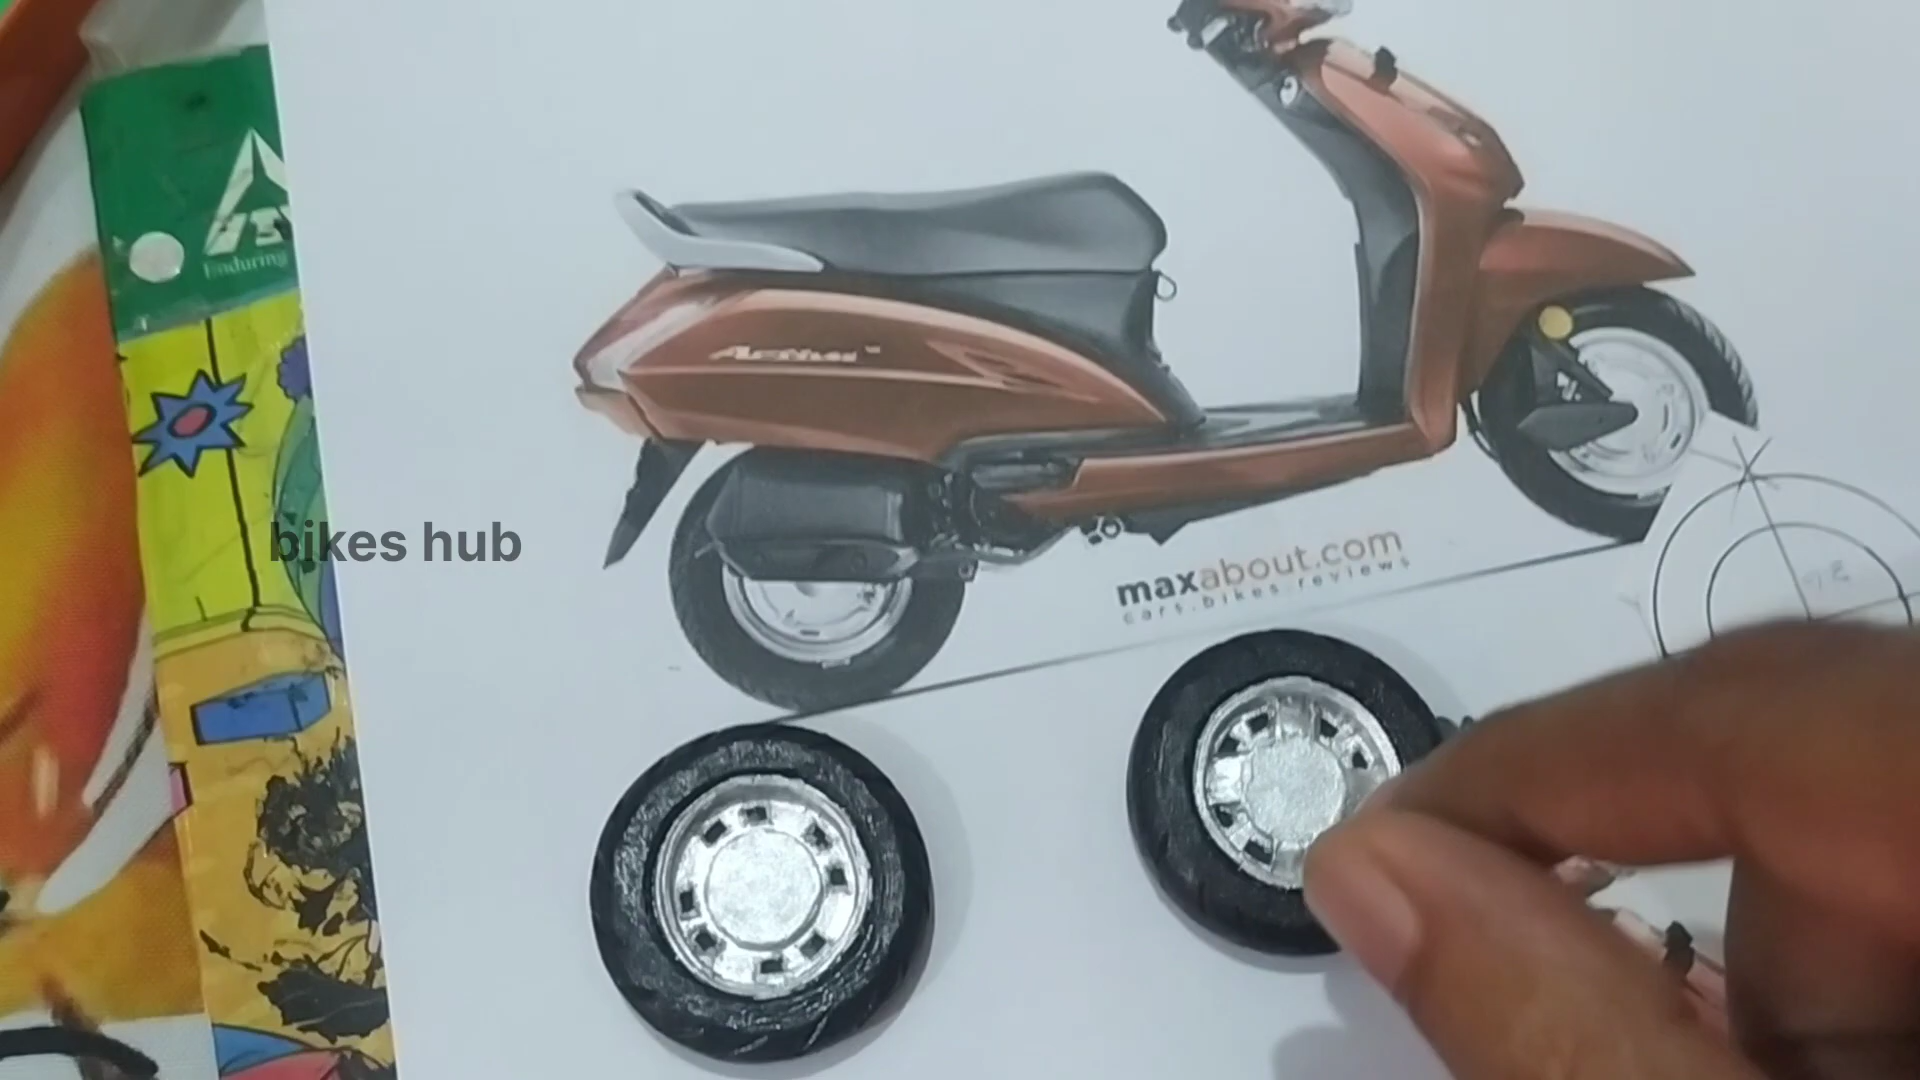 Enduring
Activa
bikes hub
maxabout.com
cars.bikes.reviews